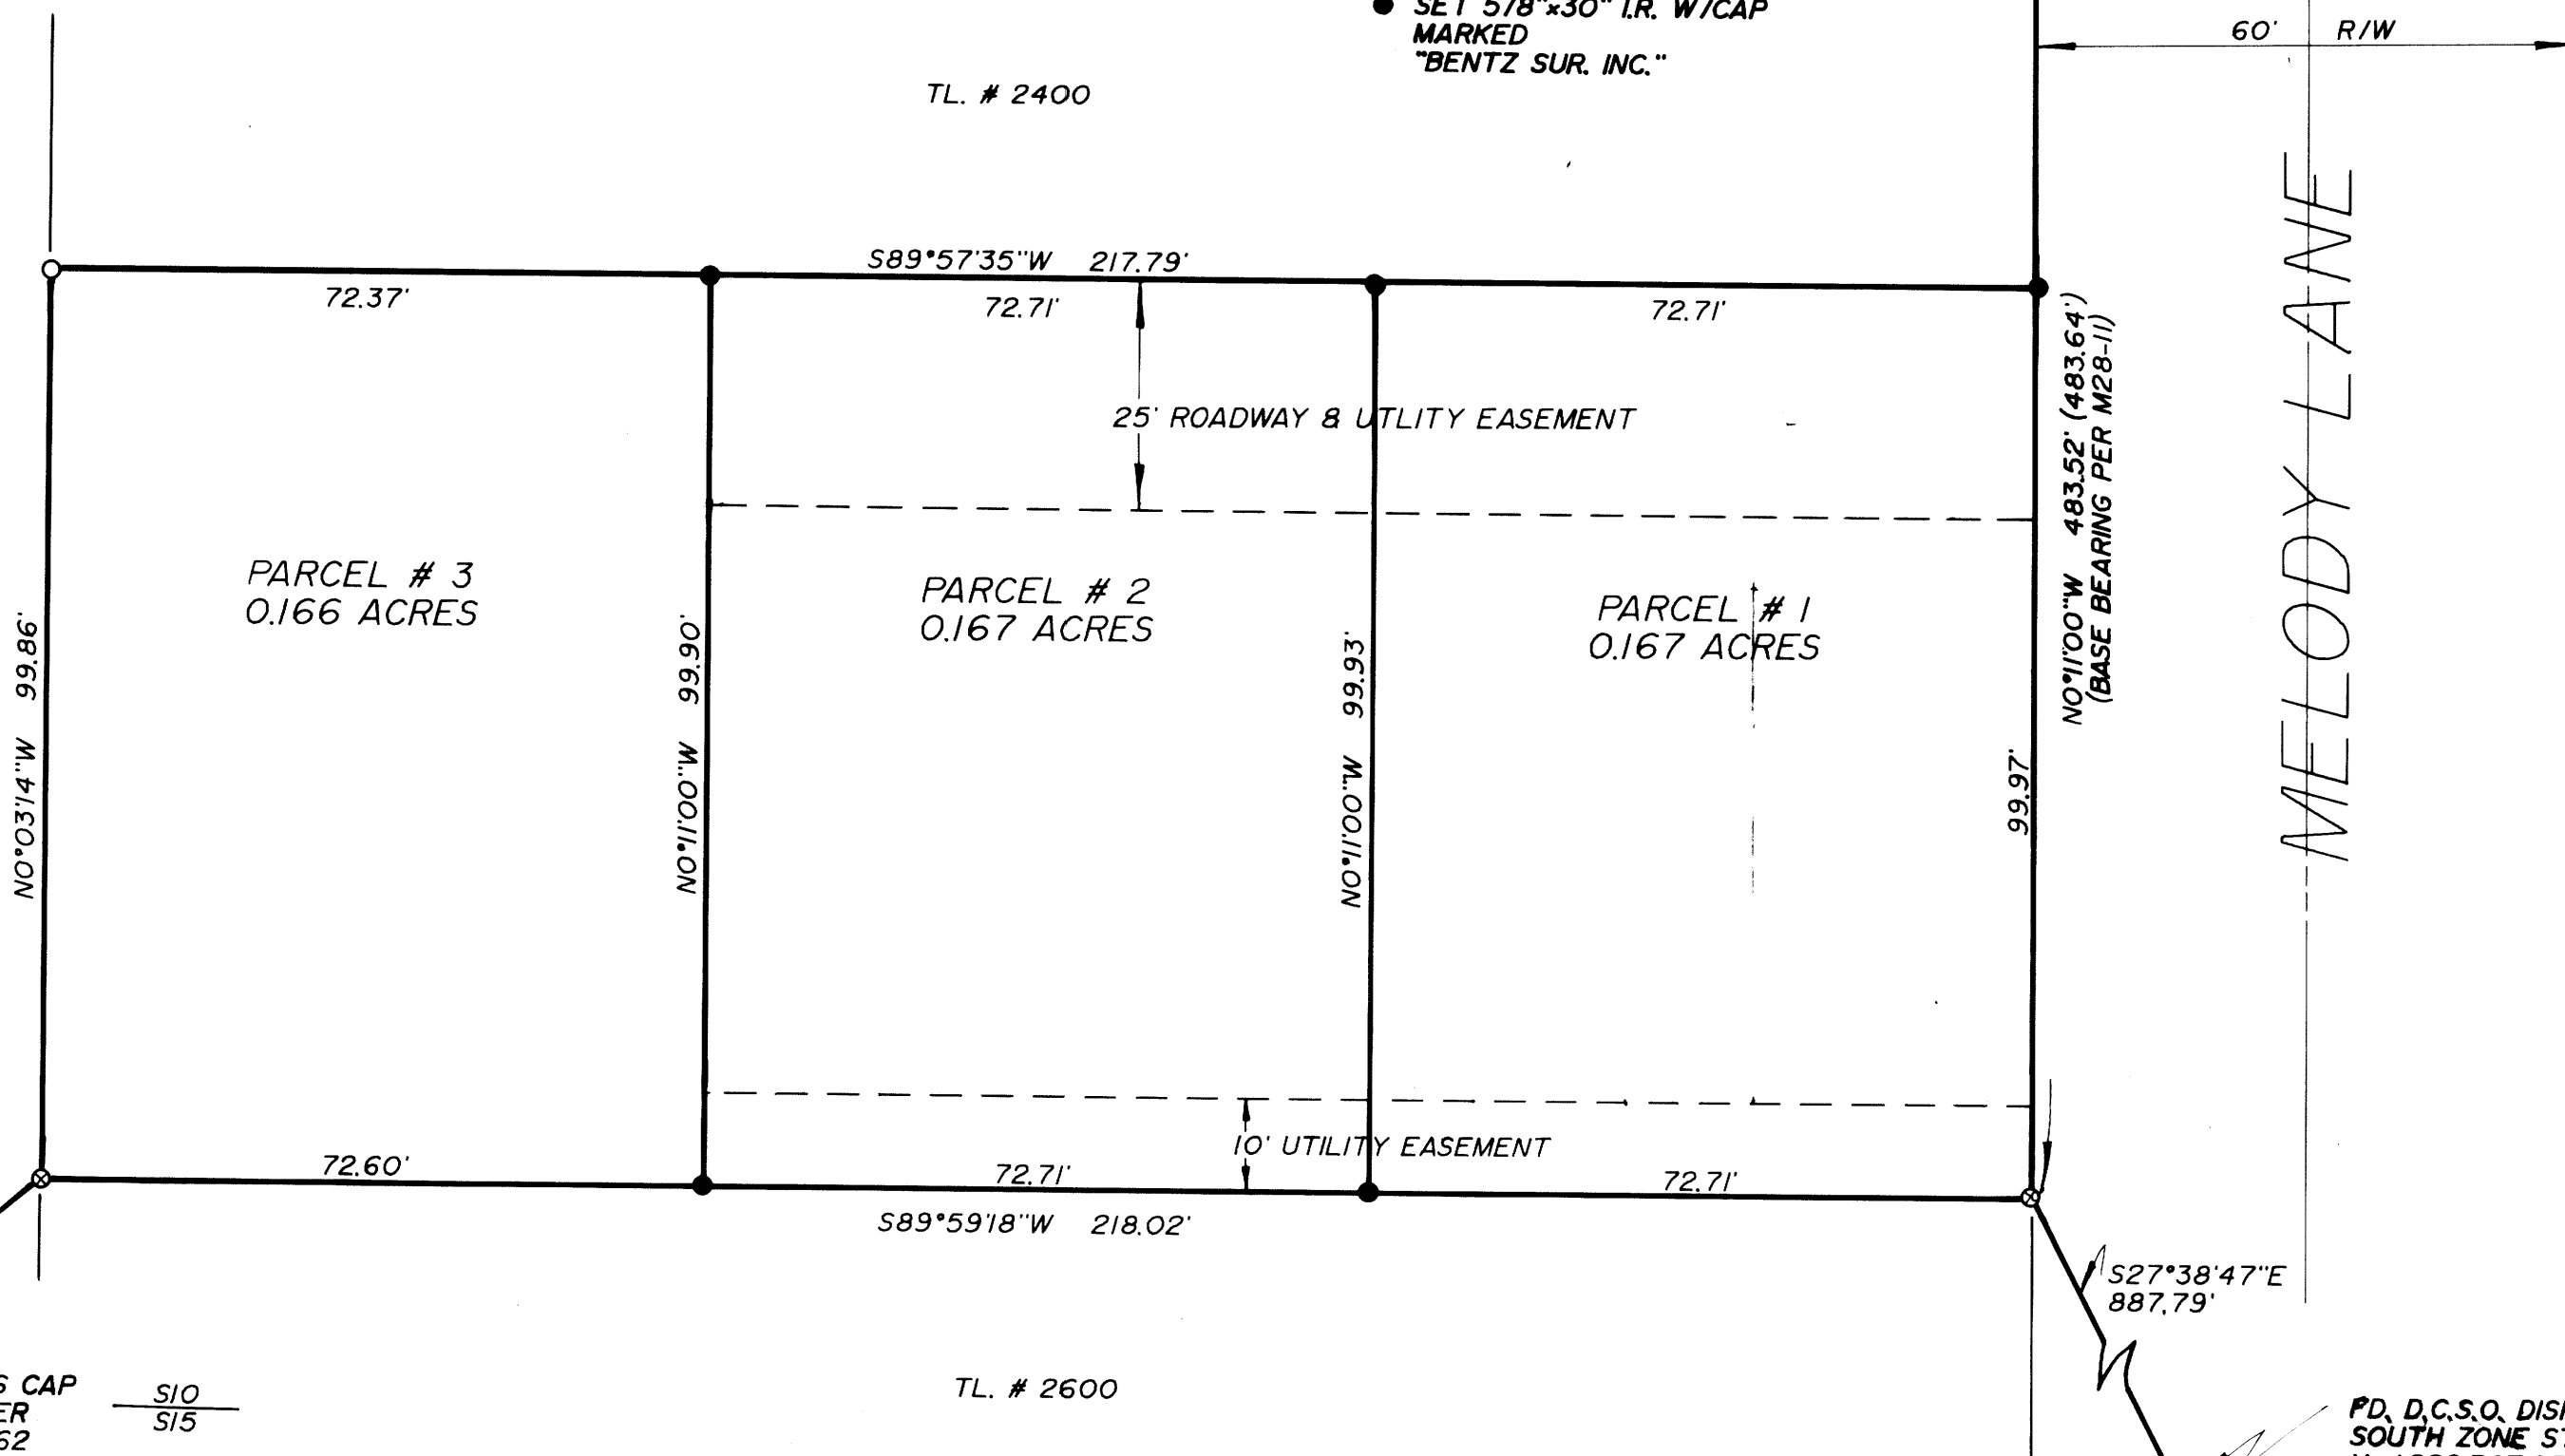 ● SET 5/8"x30" I.R. W/CAP
MARKED
"BENTZ SUR. INC."
60' R/W
TL. # 2400
S89°57'35"W 217.79'
72.37'
72.71'
72.71'
25' ROADWAY & UTLITY EASEMENT
N0°11'00"W 483.52' (483.64')
(BASE BEARING PER M28-11)
MELODY LANE
PARCEL # 3
0.166 ACRES
PARCEL # 2
0.167 ACRES
PARCEL # 1
0.167 ACRES
N0°03'14"W 99.86'
N0°11'00"W 99.90'
N0°11'00"W 99.93'
99.97'
10' UTILITY EASEMENT
72.60'
72.71'
72.71'
S89°59'18"W 218.02'
S27°38'47"E
887.79'
TL. # 2600
CAP
S10
S15
62
FD. D.C.S.O.
SOUTH ZONE